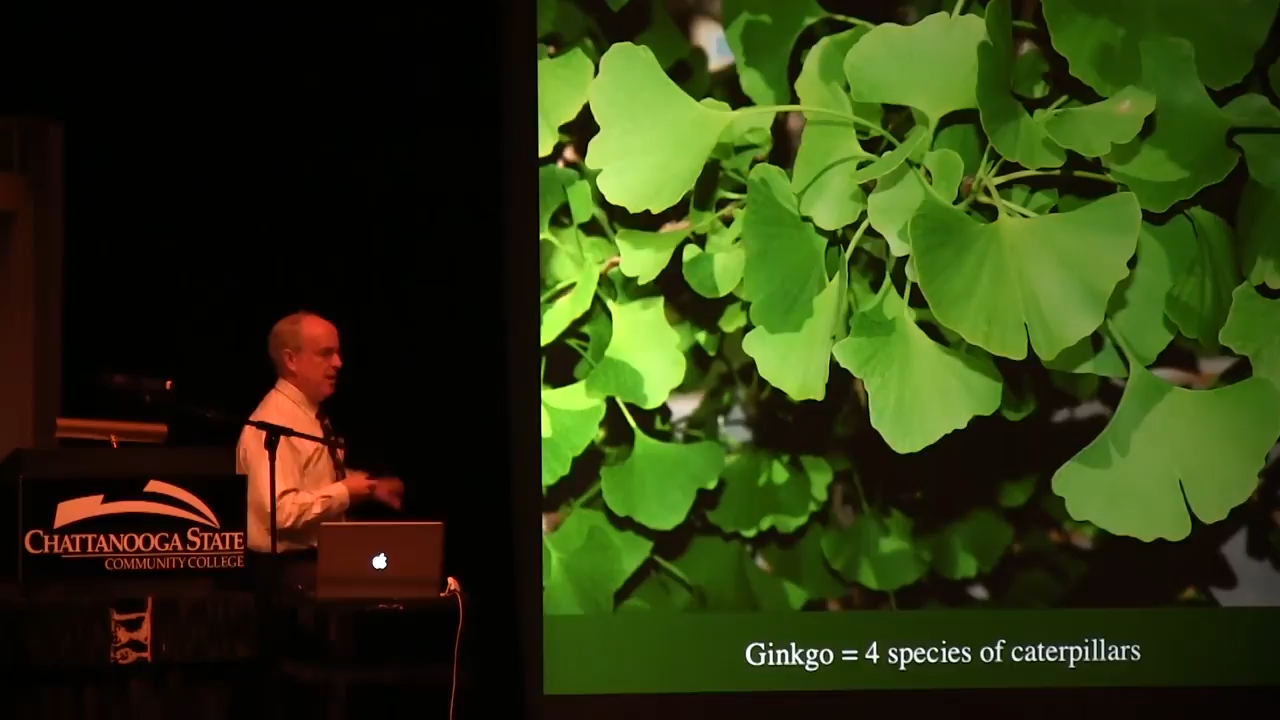 CHATTANOOGA STATE
COMMUNITY COLLEGE
Ginkgo = 4 species of caterpillars